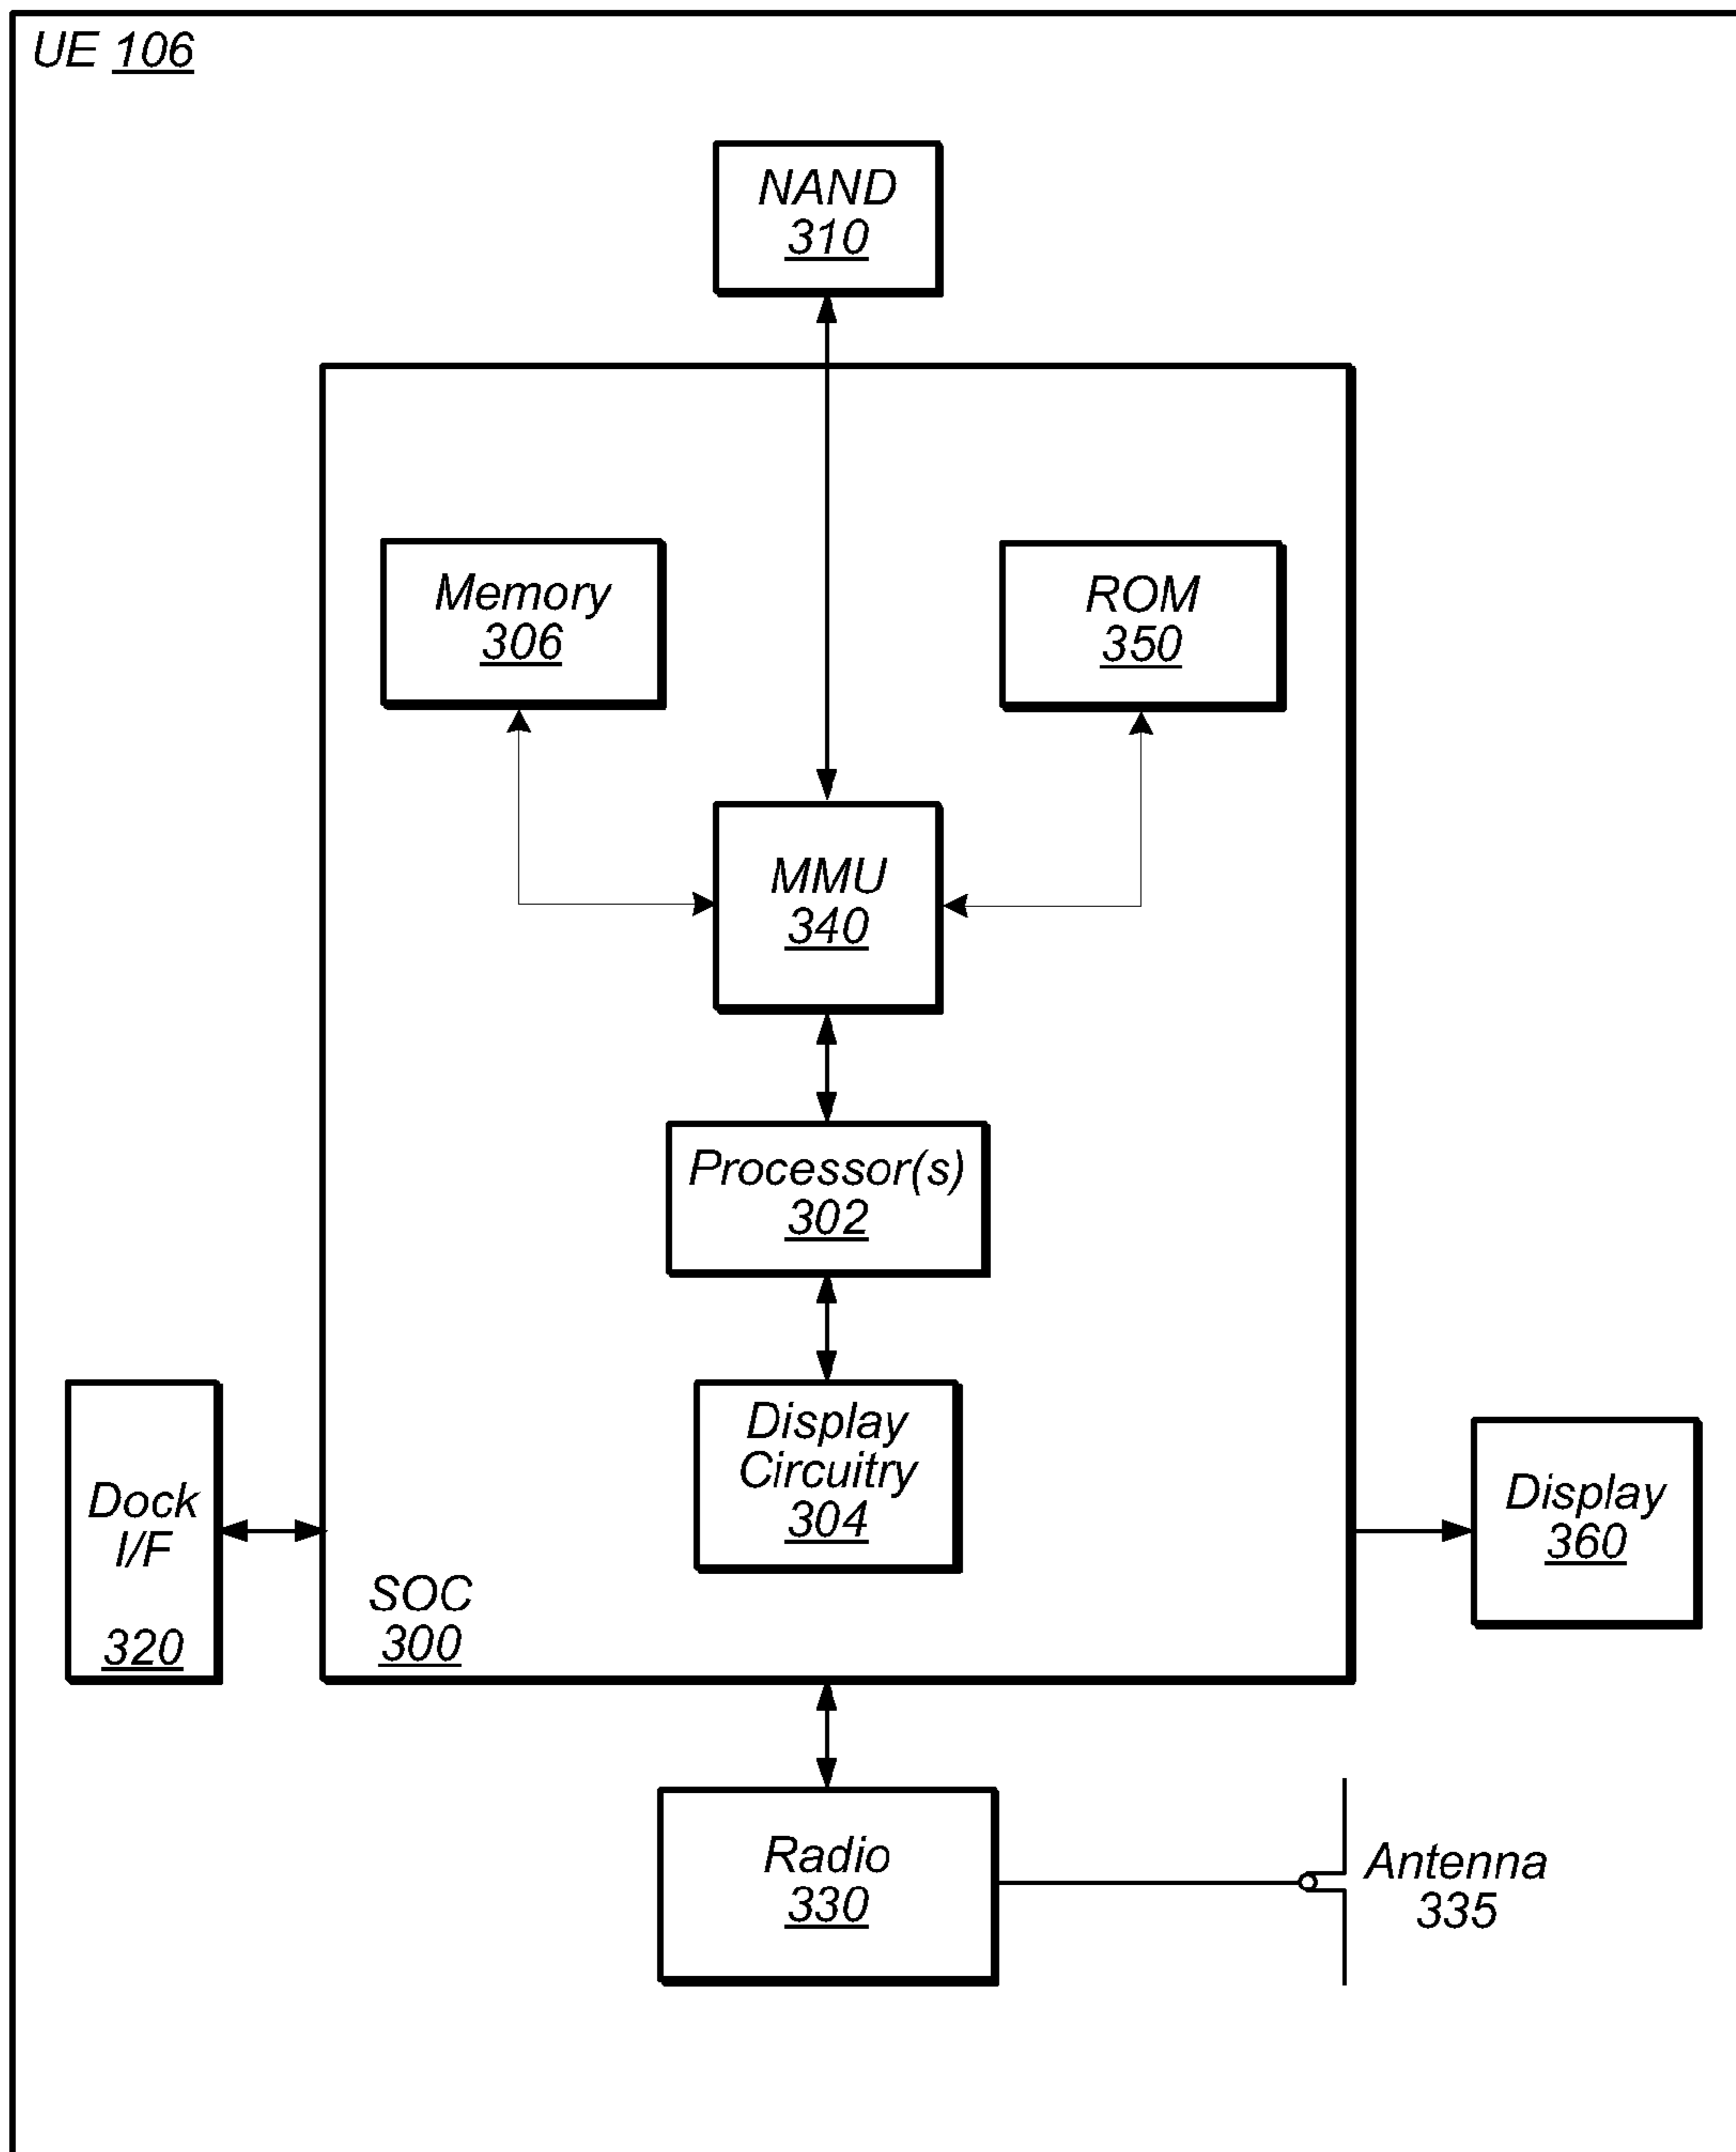 UE 106
NAND
310
Memory
306
ROM
350
MMU
340
Processor(s)
302
Display
Circuitry
304
Dock
I/F
320
SOC
300
Display
360
Radio
330
Antenna
335